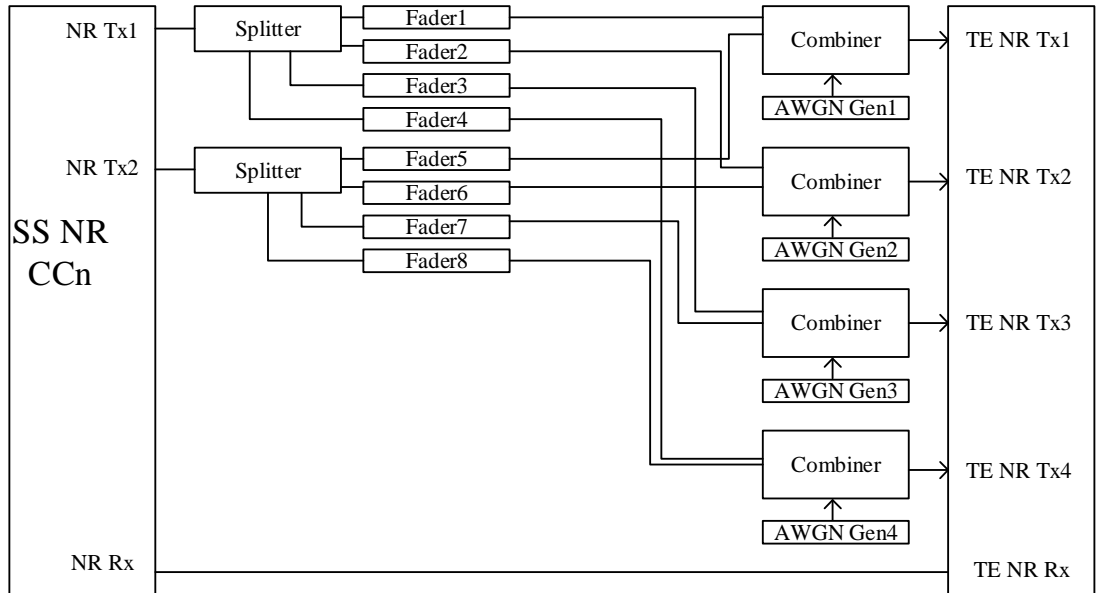 NR Tx1
Splitter
Fader1
Fader2
Fader3
Fader4
Combiner
AWGN Gen1
TE NR Tx1
NR Tx2
Splitter
Fader5
Fader6
Fader7
Fader8
Combiner
AWGN Gen2
TE NR Tx2
SS NR
CCn
Combiner
AWGN Gen3
TE NR Tx3
Combiner
AWGN Gen4
TE NR Tx4
NR Rx
TE NR Rx